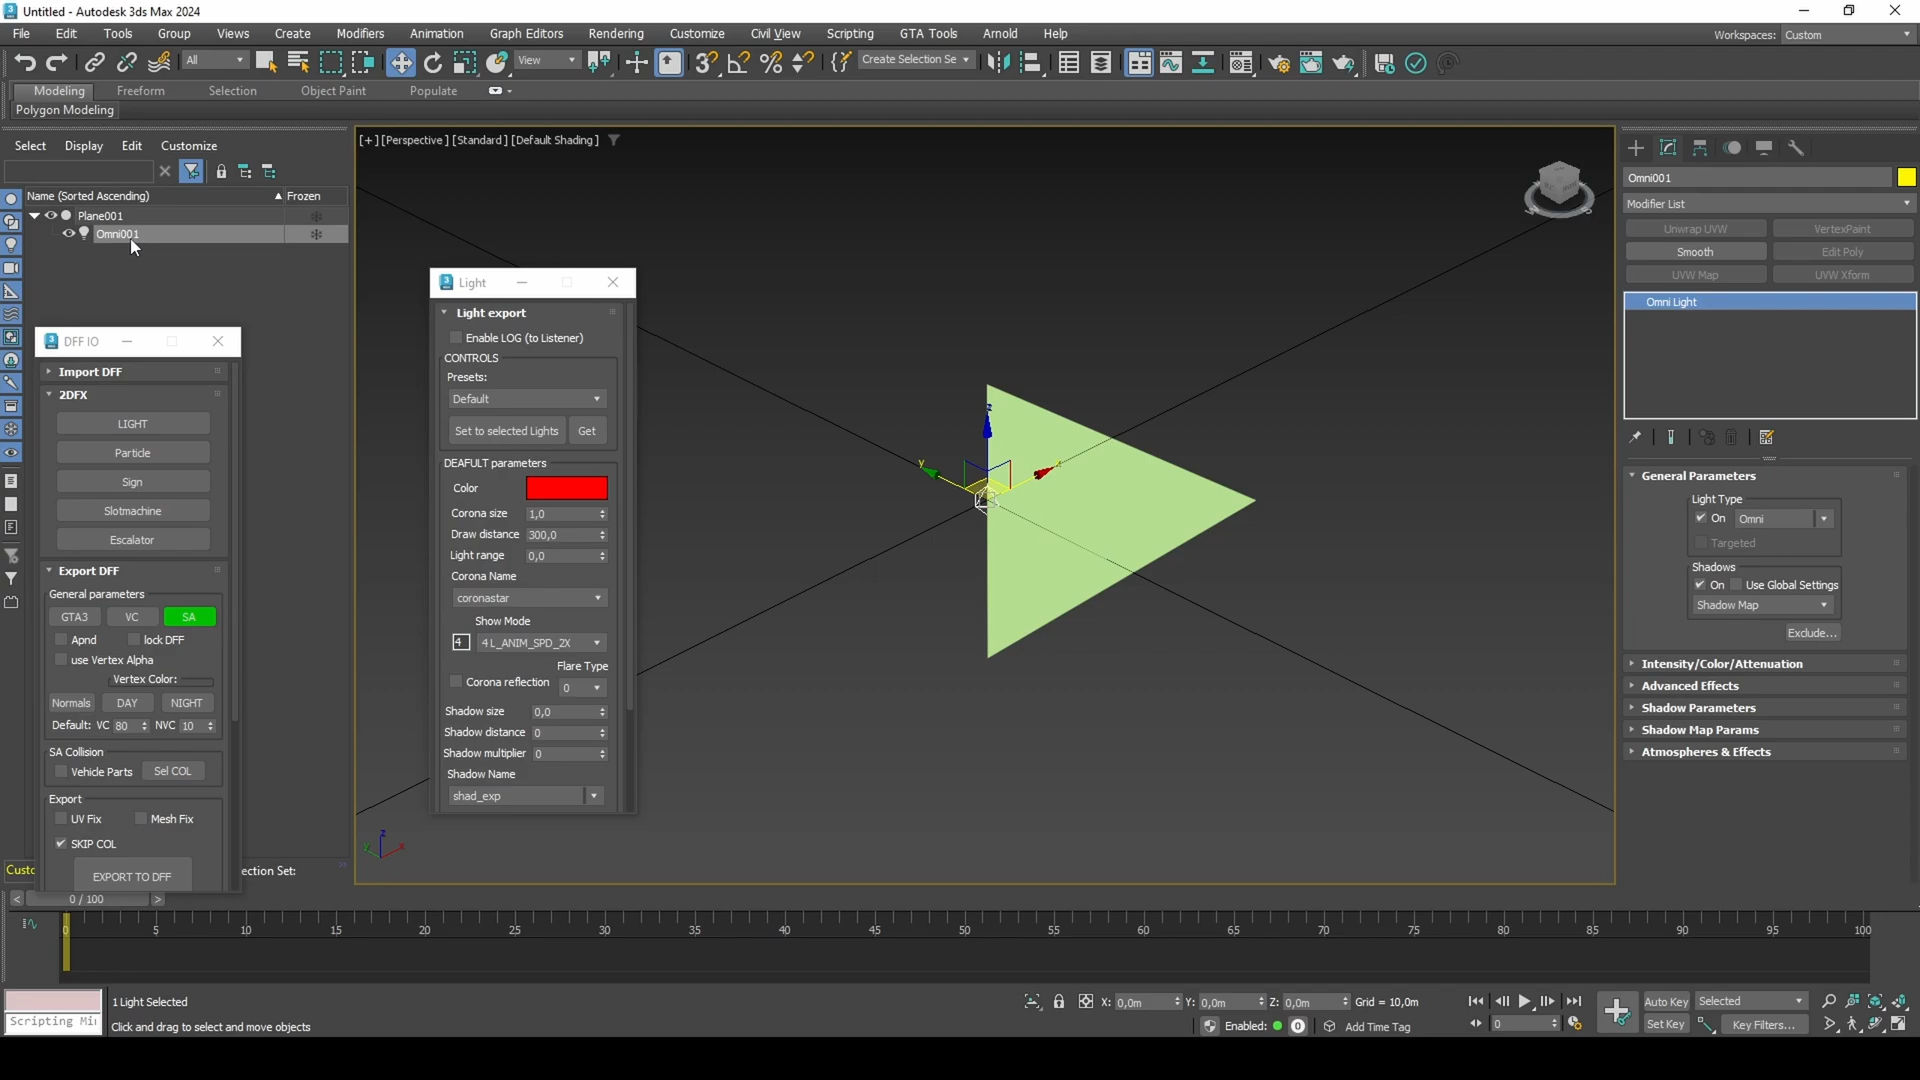 Untitled - Autodesk 3ds Max 2024
File Edit Tools Group Views Create Modifiers Animation Graph Editors Rendering Customize Civil View Scripting GTA Tools Arnold Help Workspaces: Custom
All View Create Selection Se
Modeling Freeform Selection Object Paint Populate
Polygon Modeling
Select Display Edit Customize
Name (Sorted Ascending) Frozen
Plane001
Omni001
DFF IO
Import DFF
2DFX
LIGHT
Particle
Sign
Slotmachine
Escalator
Export DFF
General parameters
GTA3 VC SA
Apnd lock DFF
use Vertex Alpha
Vertex Color:
Normals DAY NIGHT
Default: VC 80 NVC 10
SA Collision
Vehicle Parts Sel COL
Export
UV Fix Mesh Fix
SKIP COL
EXPORT TO DFF
Custo
ection Set:
[+] [Perspective] [Standard] [Default Shading]
Light
Light export
Enable LOG (to Listener)
CONTROLS
Presets:
Default
Set to selected Lights Get
DEAFULT parameters
Color
Corona size 1,0
Draw distance 300,0
Light range 0,0
Corona Name
coronastar
Show Mode
4 4 L_ANIM_SPD_2X
Flare Type
Corona reflection 0
Shadow size 0,0
Shadow distance 0
Shadow multiplier 0
Shadow Name
shad_exp
z
y
z
y x
Omni001
Modifier List
Unwrap UVW VertexPaint
Smooth Edit Poly
UVW Map UVW Xform
Omni Light
General Parameters
Light Type
On Omni
Targeted
Shadows
On Use Global Settings
Shadow Map
Exclude...
Intensity/Color/Attenuation
Advanced Effects
Shadow Parameters
Shadow Map Params
Atmospheres & Effects
< 0 / 100 >
0 5 10 15 20 25 30 35 40 45 50 55 60 65 70 75 80 85 90 95 100
1 Light Selected
X: 0,0m Y: 0,0m Z: 0,0m Grid = 10,0m
Auto Key Selected
Scripting Mi
Click and drag to select and move objects
Enabled: 0 Add Time Tag
0
Set Key Key Filters...